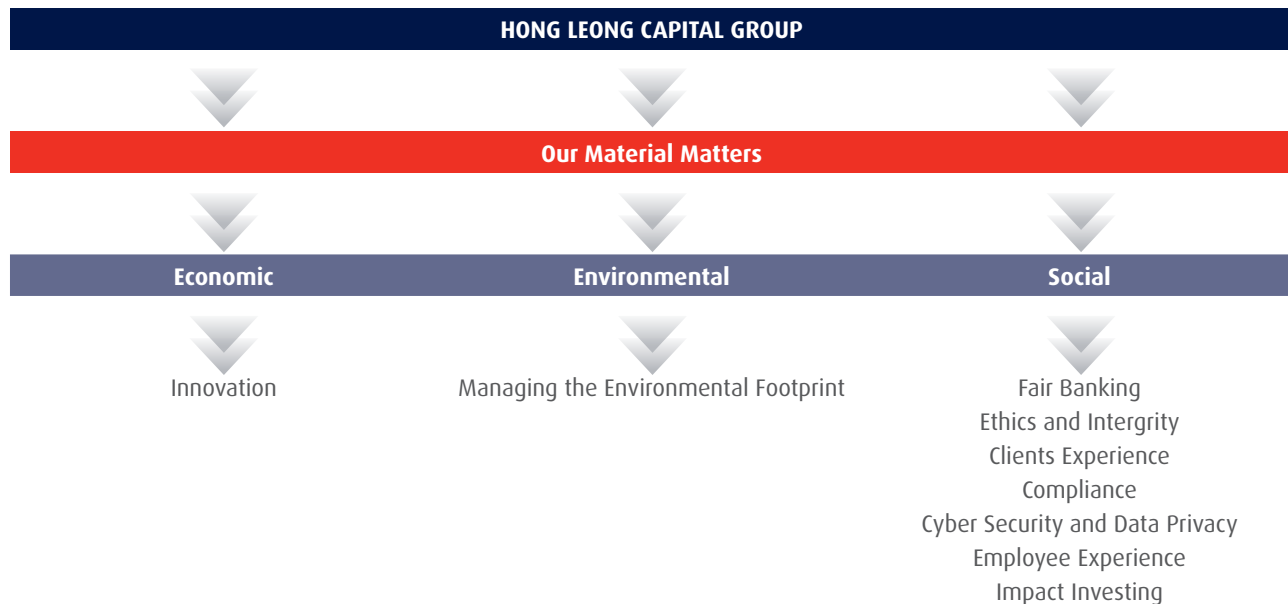 HONG LEONG CAPITAL GROUP
Our Material Matters
Economic
Environmental
Social
Innovation
Managing the Environmental Footprint
Fair Banking
Ethics and Intergrity
Clients Experience
Compliance
Cyber Security and Data Privacy
Employee Experience
Impact Investing